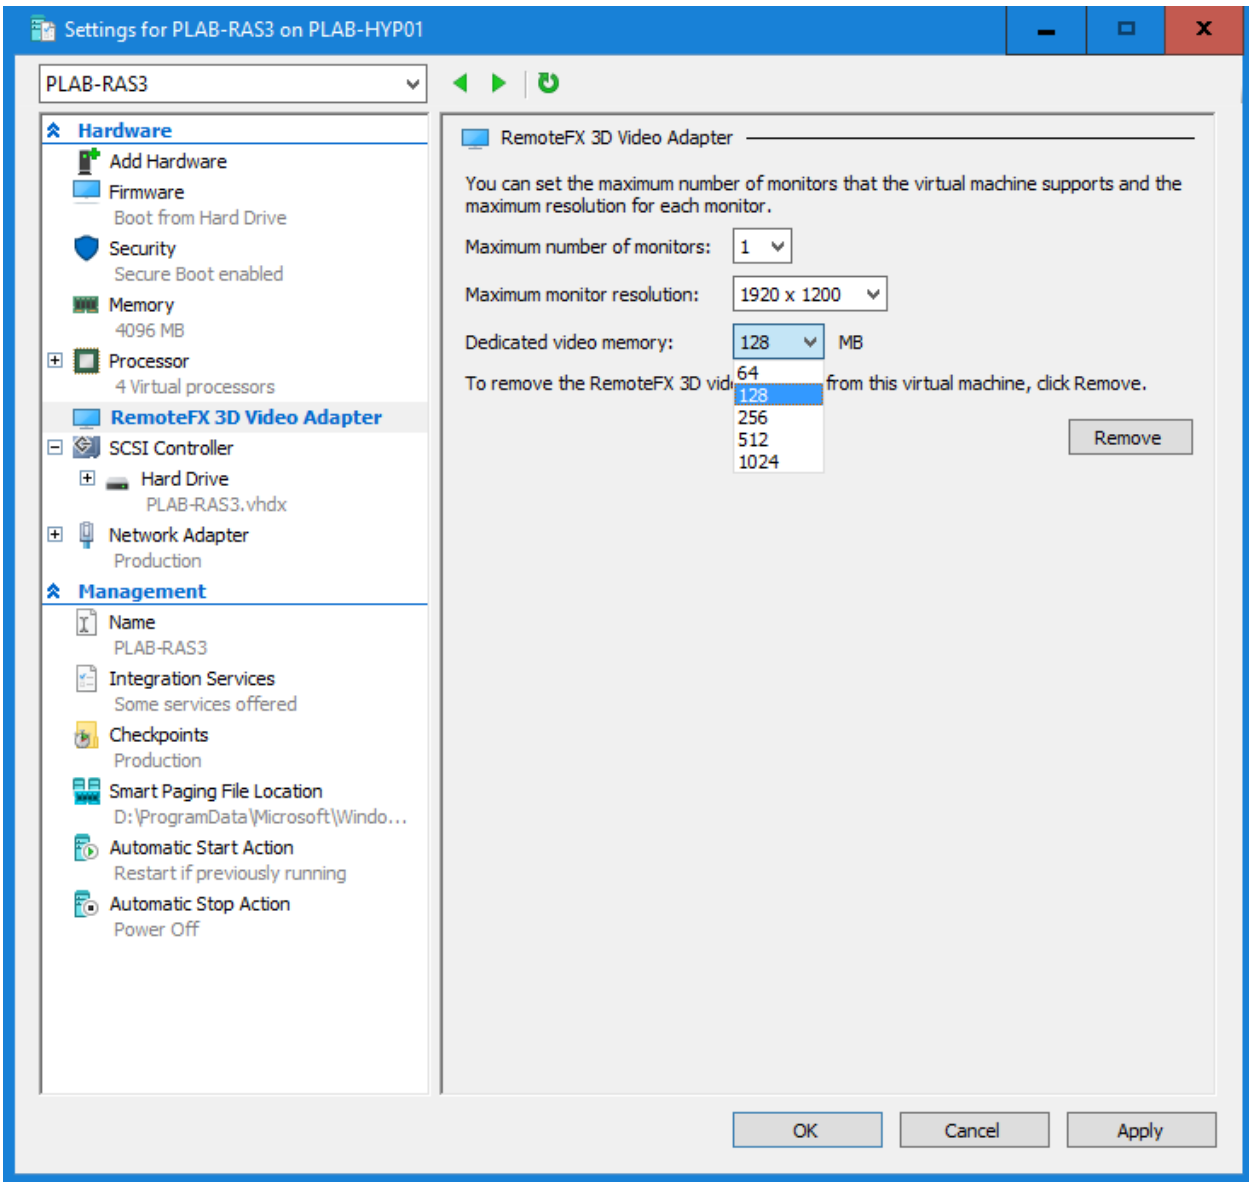 Settings for PLAB-RAS3 on PLAB-HYP01
PLAB-RAS3
Hardware
Add Hardware
Firmware
Boot from Hard Drive
Security
Secure Boot enabled
Memory
4096 MB
Processor
4 Virtual processors
RemoteFX 3D Video Adapter
SCSI Controller
Hard Drive
PLAB-RAS3.vhdx
Network Adapter
Production
Management
Name
PLAB-RAS3
Integration Services
Some services offered
Checkpoints
Production
Smart Paging File Location
D:\ProgramData\Microsoft\Windo...
Automatic Start Action
Restart if previously running
Automatic Stop Action
Power Off
RemoteFX 3D Video Adapter
You can set the maximum number of monitors that the virtual machine supports and the
maximum resolution for each monitor.
Maximum number of monitors: 1
Maximum monitor resolution: 1920 x 1200
Dedicated video memory: 128 MB
64
128
256
512
1024
To remove the RemoteFX 3D from this virtual machine, click Remove.
Remove
OK Cancel Apply